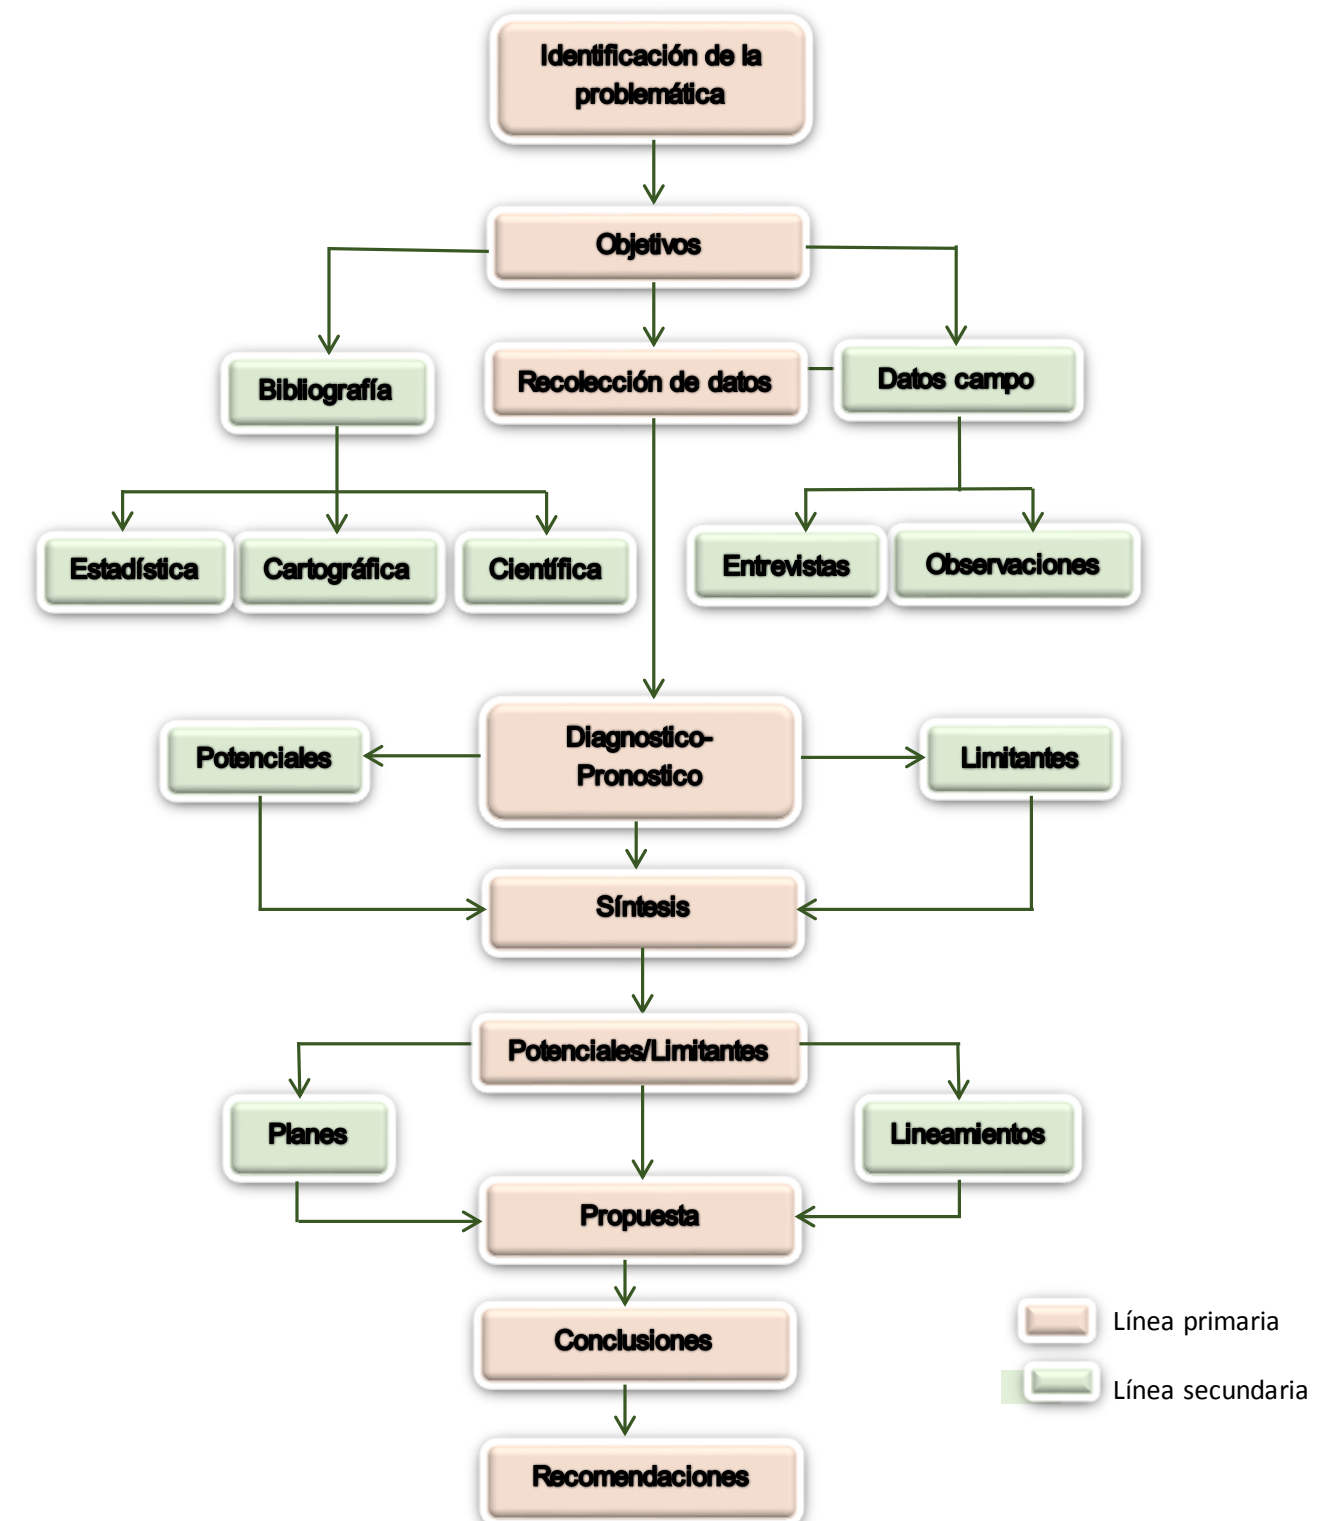 Identificación de la
problemática
Objetivos
Bibliografía
Recolección de datos
Datos campo
Estadística
Cartográfica
Científica
Entrevistas
Observaciones
Potenciales
Diagnostico-
Pronostico
Limitantes
Síntesis
Potenciales/Limitantes
Planes
Lineamientos
Propuesta
Conclusiones
Recomendaciones
Línea primaria
Línea secundaria